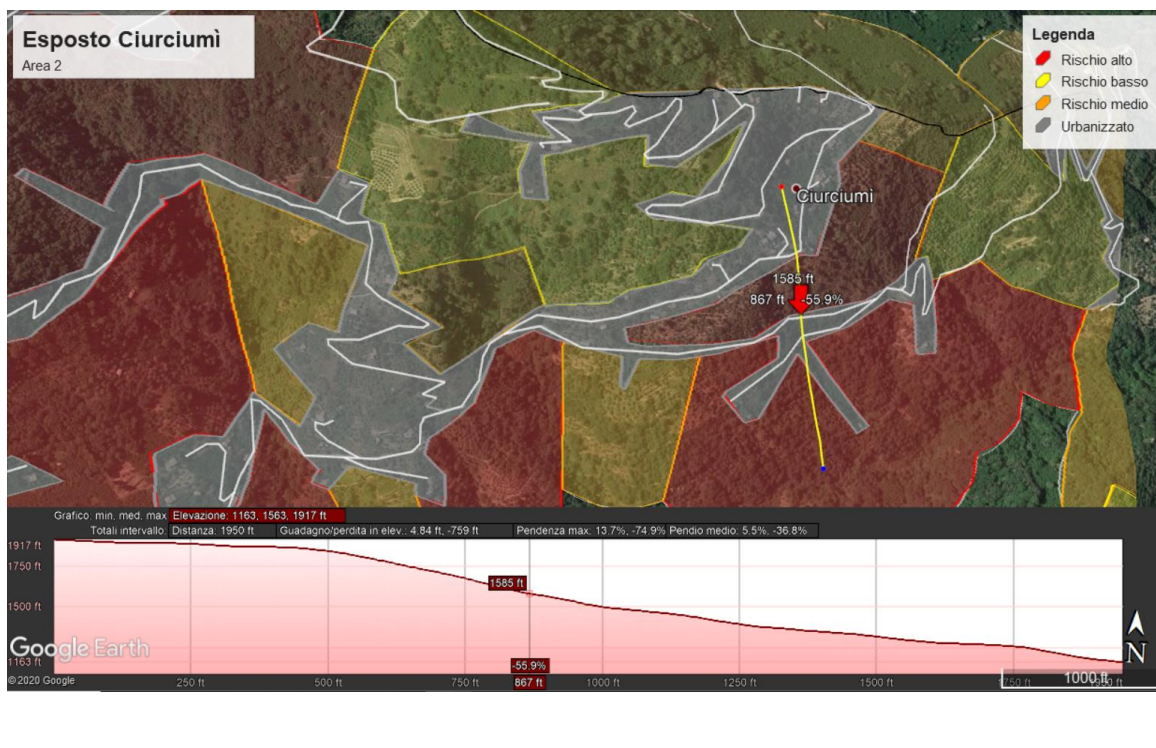 Esposto Ciurciumì
Area 2
Legenda
Rischio alto
Rischio basso
Rischio medio
Urbanizzato
Ciurciumì
1585 ft
867 ft -55.9%
Grafico: min, med, max Elevazione: 1163, 1563, 1917 ft
Totali intervallo: Distanza: 1950 ft Guadagno/perdita in elev.: 4.84 ft, -759 ft Pendenza max: 13.7%, -74.9% Pendio medio: 5.5%, -36.8%
1917 ft
1750 ft
1585 ft
1500 ft
Google Earth
N
1163 ft
-55.9%
1000 ft
© 2020 Google
250 ft 500 ft 750 ft 867 ft 1000 ft 1250 ft 1500 ft 1750 ft 1950 ft